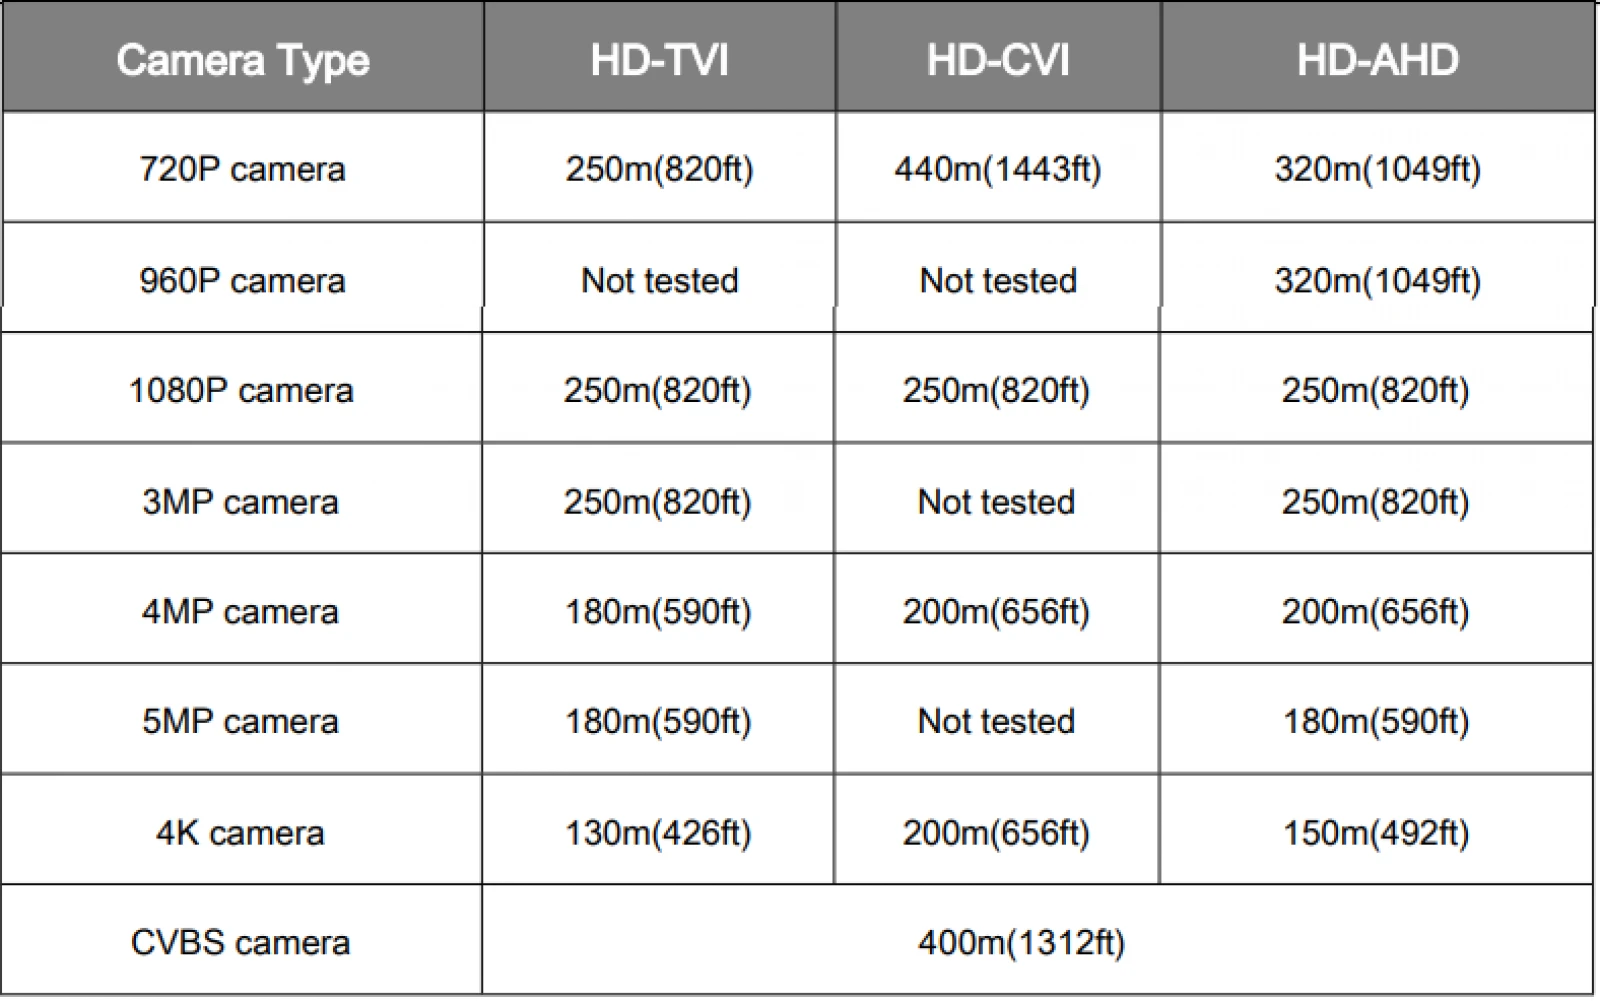 Camera Type HD-TVI HD-CVI HD-AHD
720P camera 250m(820ft) 440m(1443ft) 320m(1049ft)
960P camera Not tested Not tested 320m(1049ft)
1080P camera 250m(820ft) 250m(820ft) 250m(820ft)
3MP camera 250m(820ft) Not tested 250m(820ft)
4MP camera 180m(590ft) 200m(656ft) 200m(656ft)
5MP camera 180m(590ft) Not tested 180m(590ft)
4K camera 130m(426ft) 200m(656ft) 150m(492ft)
CVBS camera 400m(1312ft)